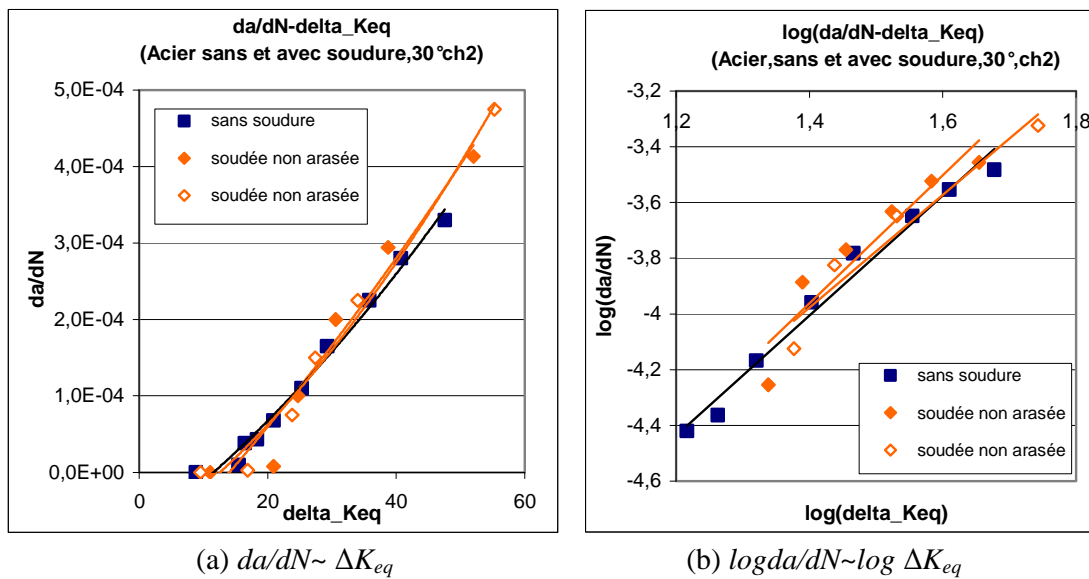 da/dN-delta_Keq
(Acier sans et avec soudure,30°ch2)
5,0E-04
4,0E-04
3,0E-04
2,0E-04
1,0E-04
0,0E+00
da/dN
sans soudure
soudée non arasée
soudée non arasée
0 20 40 60
delta_Keq
(a) da/dN~ ΔKeq
log(da/dN-delta_Keq)
(Acier,sans et avec soudure,30°,ch2)
-3,2
1,2 1,4 1,6 1,8
-3,4
-3,6
-3,8
-4
-4,2
-4,4
-4,6
log(da/dN)
sans soudure
soudée non arasée
soudée non arasée
log(delta_Keq)
(b) logda/dN~log ΔKeq